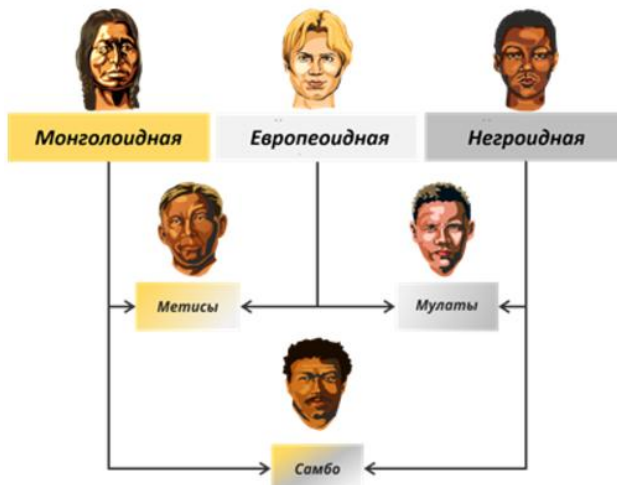 Монголоидная
Европеоидная
Негроидная
Метисы
Мулаты
Самбо